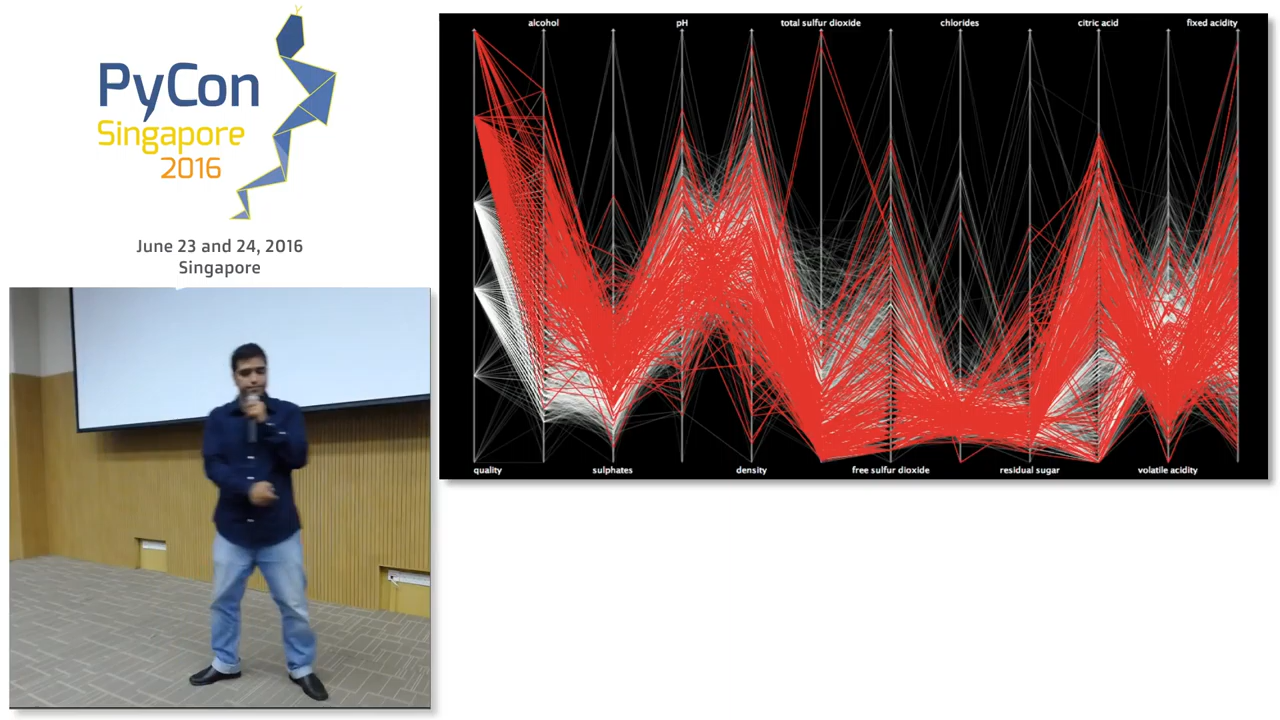 PyCon
Singapore
2016
June 23 and 24, 2016
Singapore
alcohol
pH
total sulfur dioxide
chlorides
citric acid
fixed acidity
quality
sulphates
density
free sulfur dioxide
residual sugar
volatile acidity